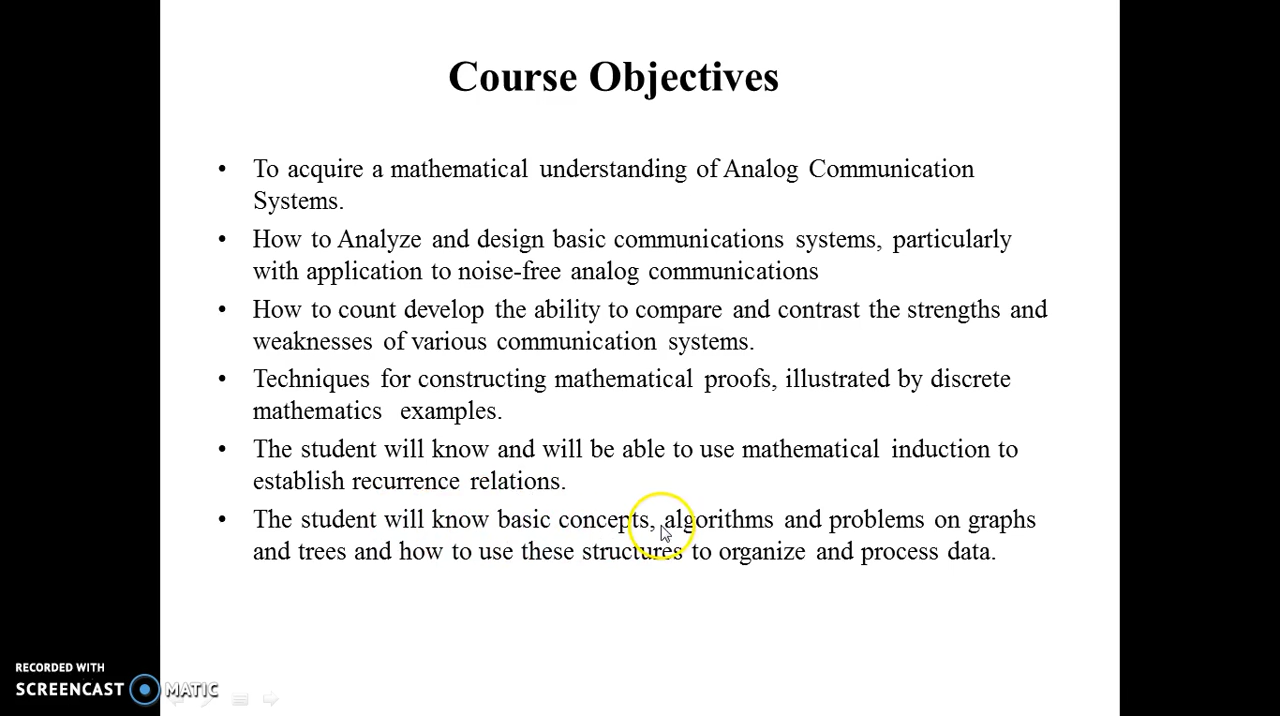 Course Objectives
• To acquire a mathematical understanding of Analog Communication
Systems.
• How to Analyze and design basic communications systems, particularly
with application to noise-free analog communications
• How to count develop the ability to compare and contrast the strengths and
weaknesses of various communication systems.
• Techniques for constructing mathematical proofs, illustrated by discrete
mathematics examples.
• The student will know and will be able to use mathematical induction to
establish recurrence relations.
• The student will know basic concepts, algorithms and problems on graphs
and trees and how to use these structures to organize and process data.
RECORDED WITH
SCREENCAST MATIC